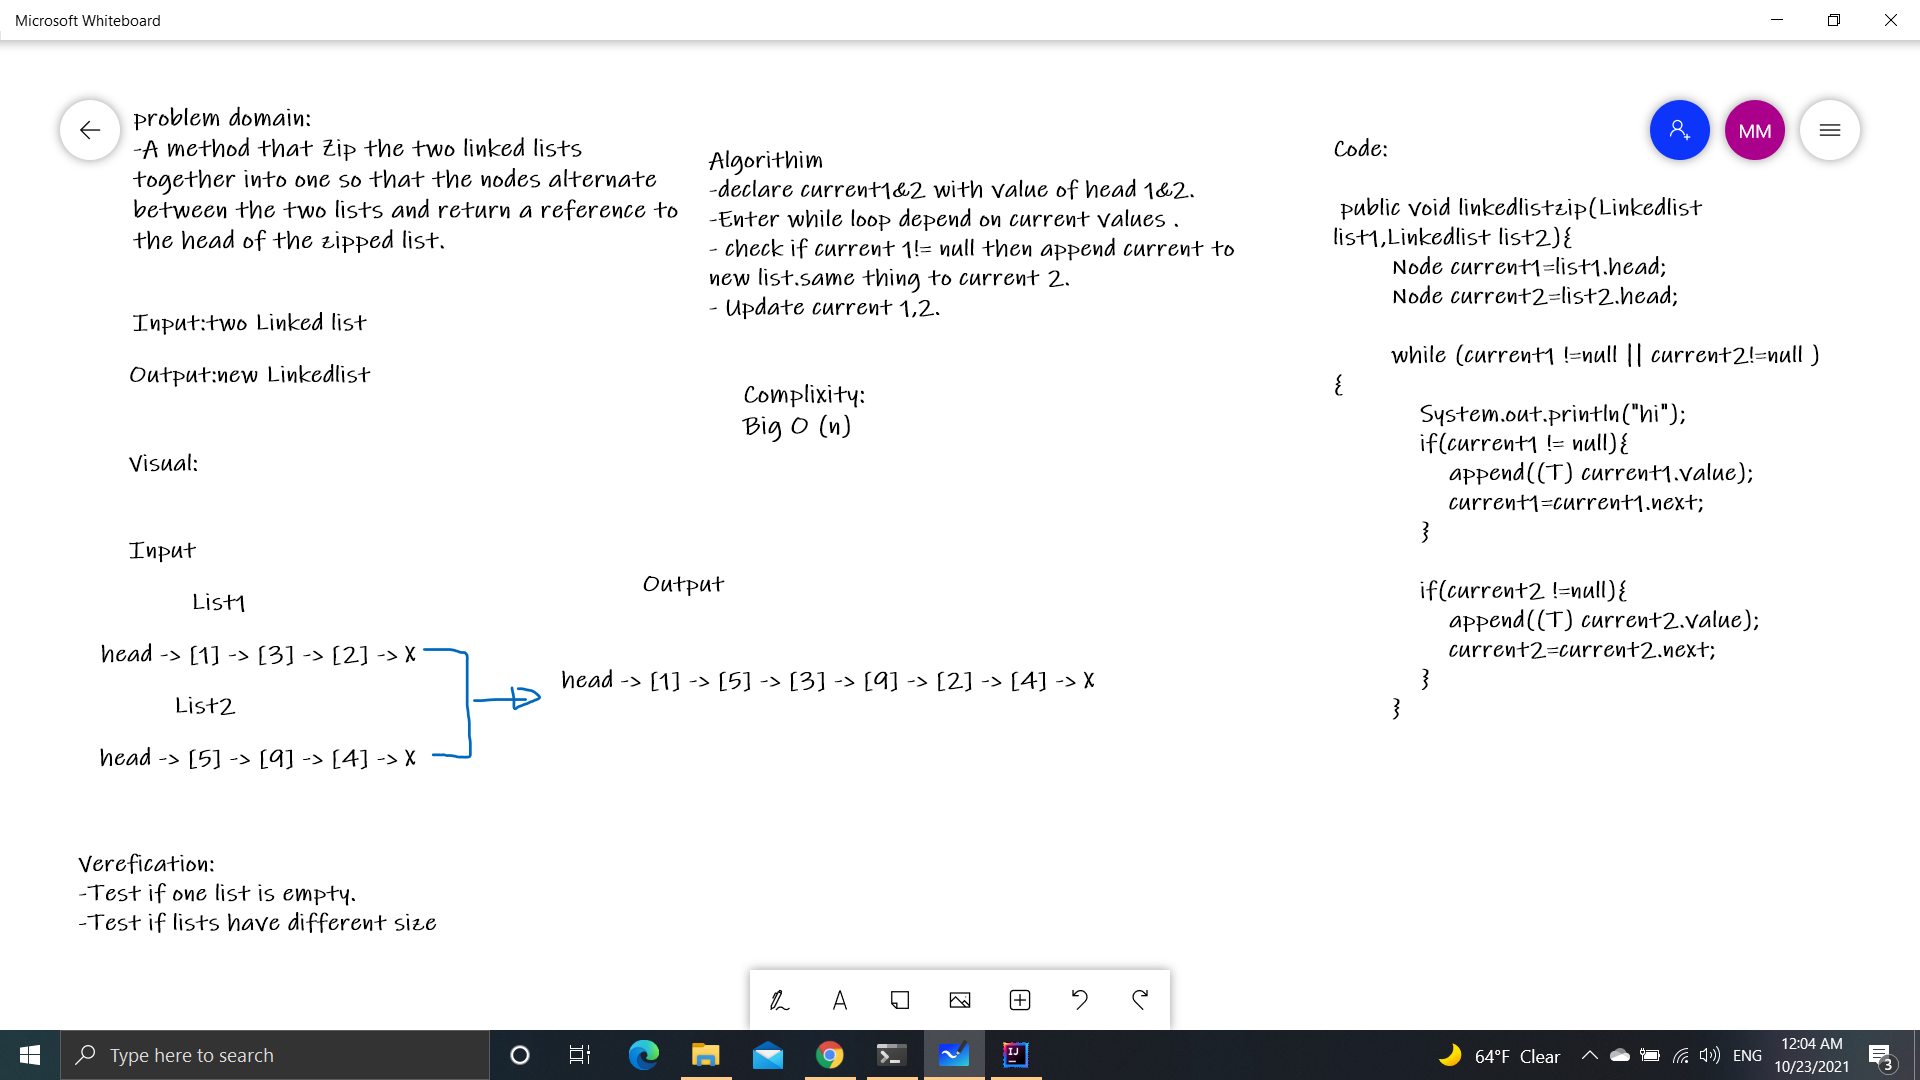 Microsoft Whiteboard
problem domain:
-A method that Zip the two linked lists
together into one so that the nodes alternate
between the two lists and return a reference to
the head of the zipped list.
Input:two Linked list
Output:new Linkedlist
Visual:
Input
List1
head -> [1] -> [3] -> [2] -> X
List2
head -> [5] -> [9] -> [4] -> X
Output
head -> [1] -> [5] -> [3] -> [9] -> [2] -> [4] -> X
Verefication:
-Test if one list is empty.
-Test if lists have different size
Algorithim
-declare current1&2 with value of head 1&2.
-Enter while loop depend on current values .
- check if current 1!= null then append current to
new list.same thing to current 2.
- Update current 1,2.
Complixity:
Big O (n)
MM
Code:
public void linkedlistzip(Linkedlist
list1,Linkedlist list2){
Node current1=list1.head;
Node current2=list2.head;
while (current1 !=null || current2!=null )
{
System.out.println("hi");
if(current1 != null){
append((T) current1.value);
current1=current1.next;
}
if(current2 !=null){
append((T) current2.value);
current2=current2.next;
}
}
Type here to search
64°F Clear
ENG
12:04 AM
10/23/2021
3